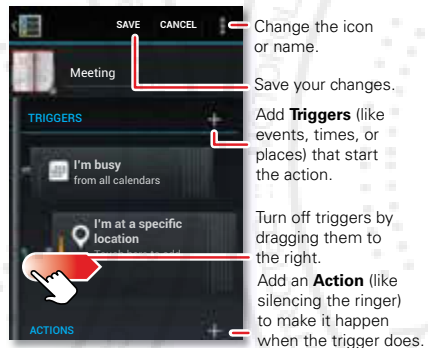 SAVE CANCEL
Change the icon
or name.
Meeting
Save your changes.
TRIGGERS
Add Triggers (like
events, times, or
places) that start
the action.
I'm busy
from all calendars
I'm at a specific
location
Turn off triggers by
dragging them to
the right.
Add an Action (like
silencing the ringer)
to make it happen
when the trigger does.
ACTIONS